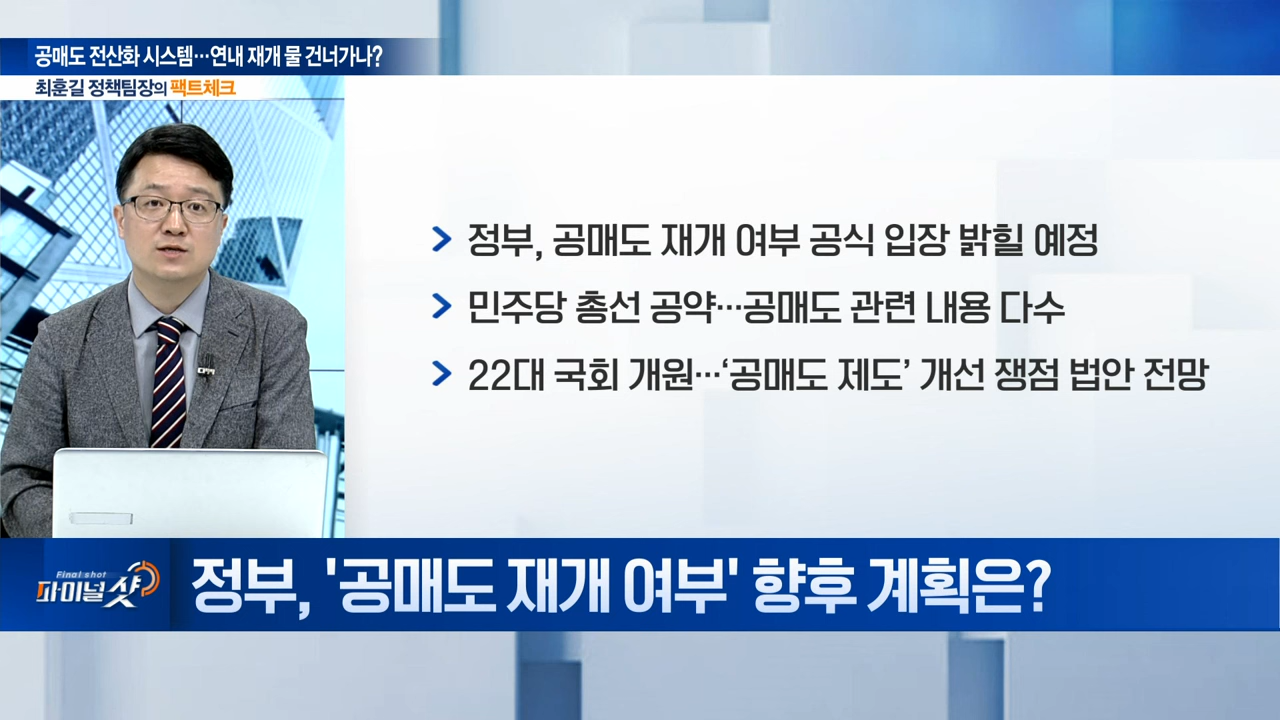 공매도 전산화 시스템…연내 재개 물 건너가나?
최훈길 정책팀장의 팩트체크
정부, 공매도 재개 여부 공식 입장 밝힐 예정
민주당 총선 공약…공매도 관련 내용 다수
22대 국회 개원…‘공매도 제도’ 개선 쟁점 법안 전망
Final shot
파이널샷
정부, '공매도 재개 여부' 향후 계획은?